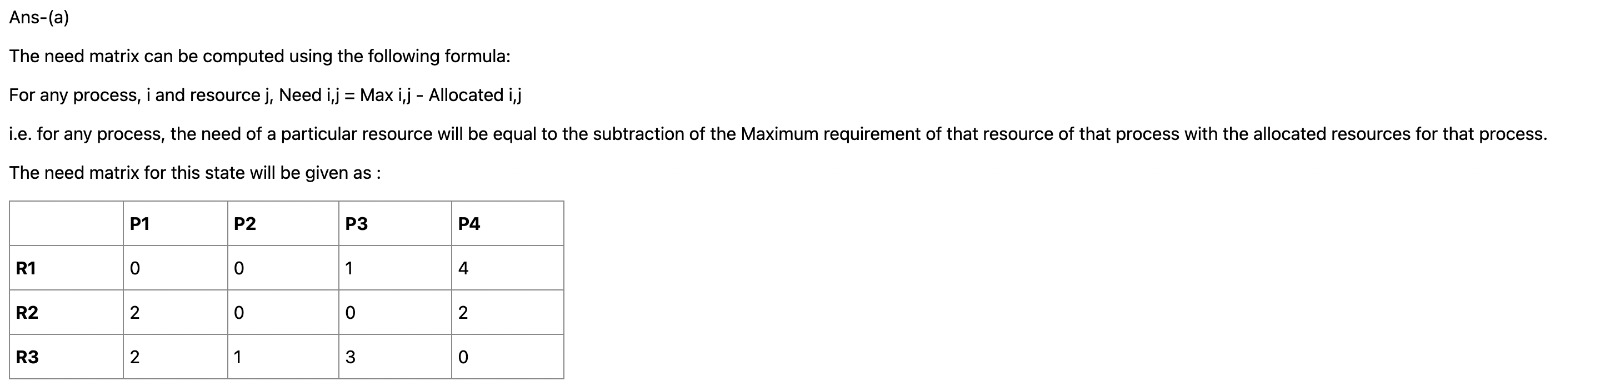 Ans-(a)
The need matrix can be computed using the following formula:
For any process, i and resource j, Need i,j = Max i,j - Allocated i,j
i.e. for any process, the need of a particular resource will be equal to the subtraction of the Maximum requirement of that resource of that process with the allocated resources for that process.
The need matrix for this state will be given as :
P1 P2 P3 P4
R1 0 0 1 4
R2 2 0 0 2
R3 2 1 3 0